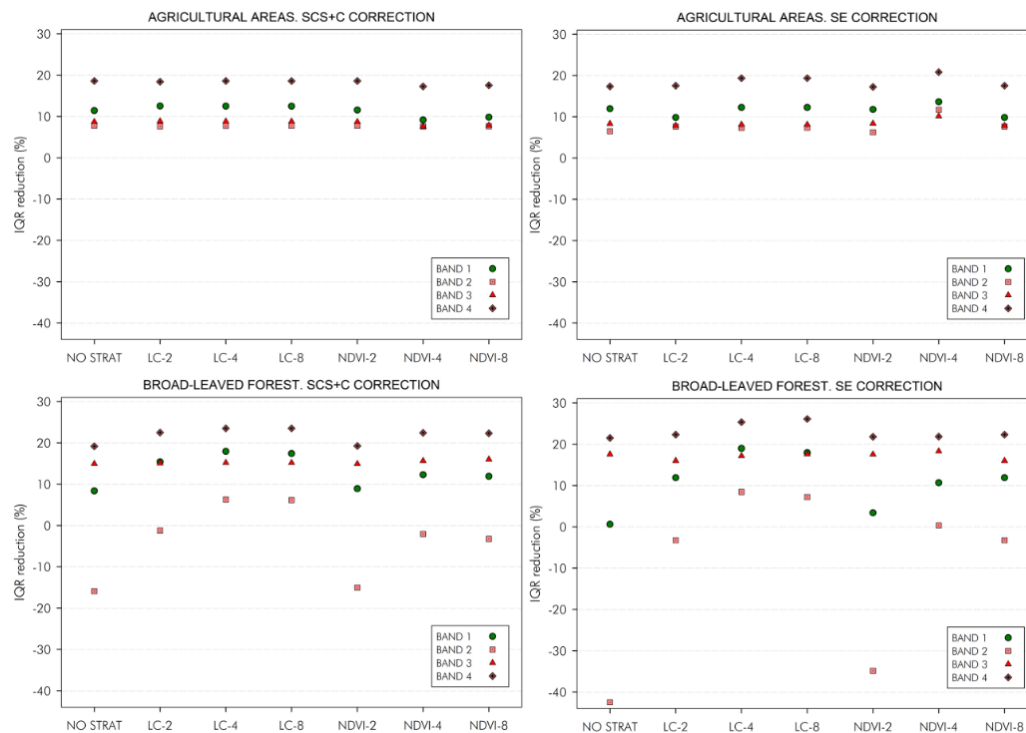 AGRICULTURAL AREAS. SCS+C CORRECTION
30
20
10
0
-10
-20
-30
-40
IQR reduction (%)
BAND 1
BAND 2
BAND 3
BAND 4
NO STRAT LC-2 LC-4 LC-8 NDVI-2 NDVI-4 NDVI-8
AGRICULTURAL AREAS. SE CORRECTION
30
20
10
0
-10
-20
-30
-40
IQR reduction (%)
BAND 1
BAND 2
BAND 3
BAND 4
NO STRAT LC-2 LC-4 LC-8 NDVI-2 NDVI-4 NDVI-8
BROAD-LEAVED FOREST. SCS+C CORRECTION
30
20
10
0
-10
-20
-30
-40
IQR reduction (%)
BAND 1
BAND 2
BAND 3
BAND 4
NO STRAT LC-2 LC-4 LC-8 NDVI-2 NDVI-4 NDVI-8
BROAD-LEAVED FOREST. SE CORRECTION
30
20
10
0
-10
-20
-30
-40
IQR reduction (%)
BAND 1
BAND 2
BAND 3
BAND 4
NO STRAT LC-2 LC-4 LC-8 NDVI-2 NDVI-4 NDVI-8